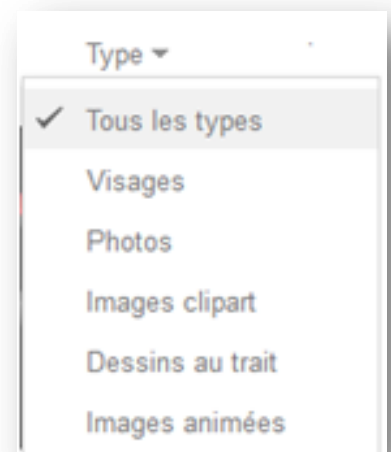 Type
Tous les types
Visages
Photos
Images clipart
Dessins au trait
Images animées